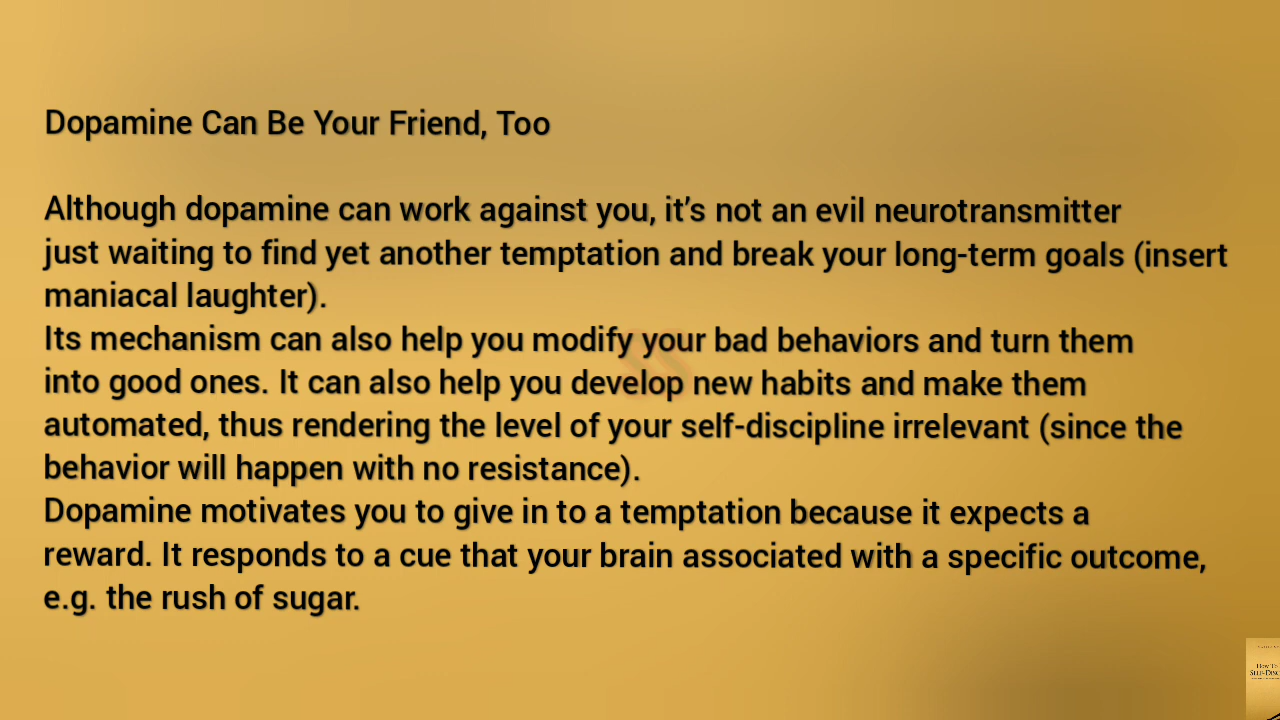 Dopamine Can Be Your Friend, Too
Although dopamine can work against you, it's not an evil neurotransmitter
just waiting to find yet another temptation and break your long-term goals (insert
maniacal laughter).
Its mechanism can also help you modify your bad behaviors and turn them
into good ones. It can also help you develop new habits and make them
automated, thus rendering the level of your self-discipline irrelevant (since the
behavior will happen with no resistance).
Dopamine motivates you to give in to a temptation because it expects a
reward. It responds to a cue that your brain associated with a specific outcome,
e.g. the rush of sugar.
How To